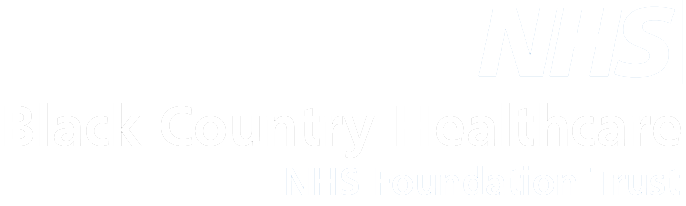 NHS
Black Country Healthcare
NHS Foundation Trust